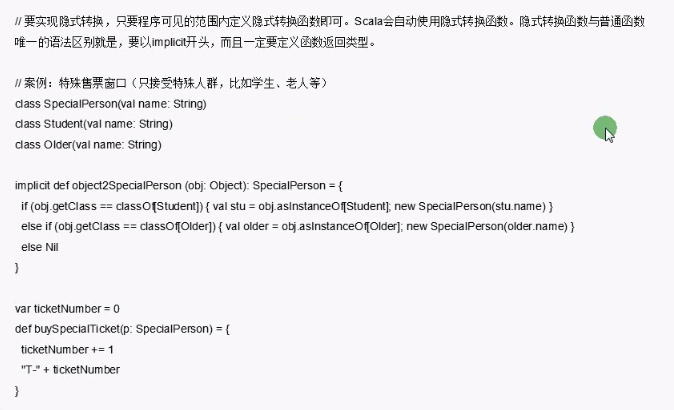 // 要实现隐式转换，只要程序可见的范围内定义隐式转换函数即可。Scala会自动使用隐式转换函数。隐式转换函数与普通函数
唯一的语法区别就是，要以implicit开头，而且一定要定义函数返回类型。
// 案例：特殊售票窗口（只接受特殊人群，比如学生、老人等）
class SpecialPerson(val name: String)
class Student(val name: String)
class Older(val name: String)
implicit def object2SpecialPerson (obj: Object): SpecialPerson = {
if (obj.getClass == classOf[Student]) { val stu = obj.asInstanceOf[Student]; new SpecialPerson(stu.name) }
else if (obj.getClass == classOf[Older]) { val older = obj.asInstanceOf[Older]; new SpecialPerson(older.name) }
else Nil
}
var ticketNumber = 0
def buySpecialTicket(p: SpecialPerson) = {
ticketNumber += 1
"T-" + ticketNumber
}